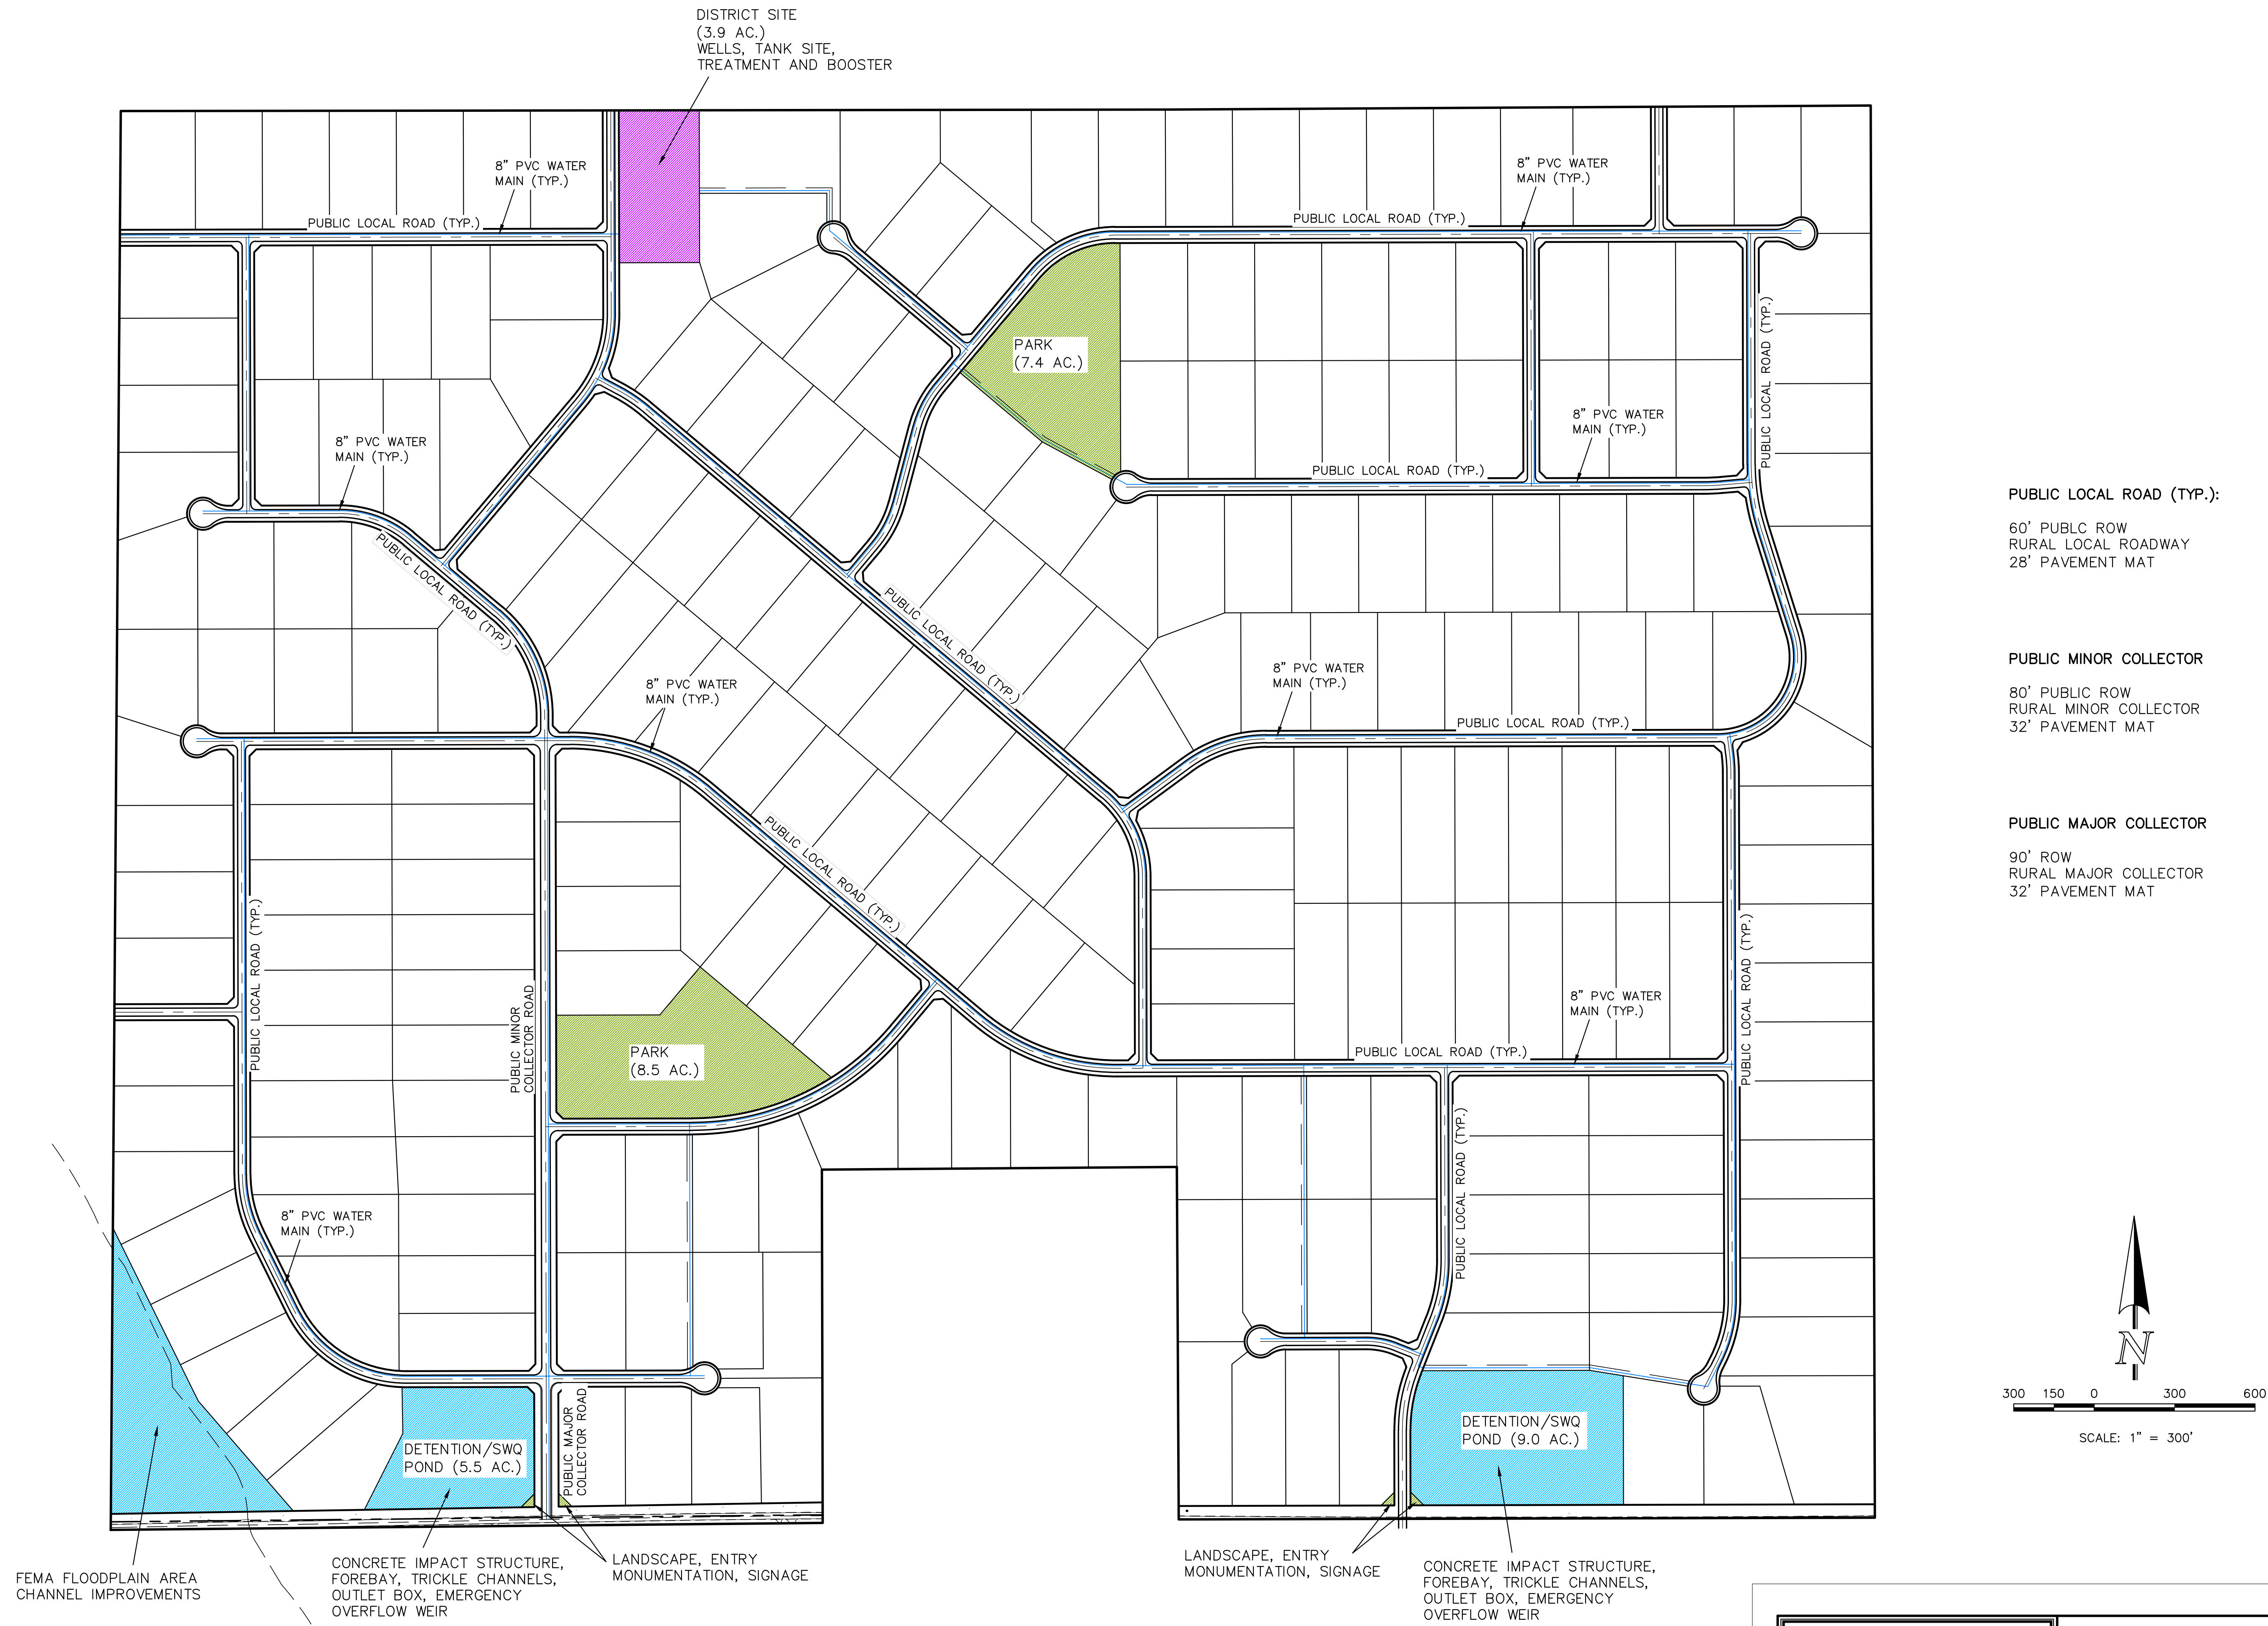 DISTRICT SITE
(3.9 AC.)
WELLS, TANK SITE,
TREATMENT AND BOOSTER
8" PVC WATER
MAIN (TYP.)
PUBLIC LOCAL ROAD (TYP.)
8" PVC WATER
MAIN (TYP.)
PUBLIC LOCAL ROAD (TYP.)
PUBLIC LOCAL ROAD (TYP.)
PARK
(7.4 AC.)
8" PVC WATER
MAIN (TYP.)
PUBLIC LOCAL ROAD (TYP.)
8" PVC WATER
MAIN (TYP.)
PUBLIC LOCAL ROAD (TYP.)
PUBLIC LOCAL ROAD (TYP.)
8" PVC WATER
MAIN (TYP.)
8" PVC WATER
MAIN (TYP.)
PUBLIC LOCAL ROAD (TYP.)
PUBLIC LOCAL ROAD (TYP.)
PUBLIC LOCAL ROAD (TYP.)
PUBLIC MINOR
COLLECTOR ROAD
PARK
(8.5 AC.)
8" PVC WATER
MAIN (TYP.)
PUBLIC LOCAL ROAD (TYP.)
PUBLIC LOCAL ROAD (TYP.)
PUBLIC LOCAL ROAD (TYP.)
8" PVC WATER
MAIN (TYP.)
PUBLIC MAJOR
COLLECTOR ROAD
DETENTION/SWQ
POND (5.5 AC.)
DETENTION/SWQ
POND (9.0 AC.)
FEMA FLOODPLAIN AREA
CHANNEL IMPROVEMENTS
CONCRETE IMPACT STRUCTURE,
FOREBAY, TRICKLE CHANNELS,
OUTLET BOX, EMERGENCY
OVERFLOW WEIR
LANDSCAPE, ENTRY
MONUMENTATION, SIGNAGE
LANDSCAPE, ENTRY
MONUMENTATION, SIGNAGE
CONCRETE IMPACT STRUCTURE,
FOREBAY, TRICKLE CHANNELS,
OUTLET BOX, EMERGENCY
OVERFLOW WEIR
PUBLIC LOCAL ROAD (TYP.):
60' PUBLC ROW
RURAL LOCAL ROADWAY
28' PAVEMENT MAT
PUBLIC MINOR COLLECTOR
80' PUBLIC ROW
RURAL MINOR COLLECTOR
32' PAVEMENT MAT
PUBLIC MAJOR COLLECTOR
90' ROW
RURAL MAJOR COLLECTOR
32' PAVEMENT MAT
N
300 150 0 300 600
SCALE: 1" = 300'